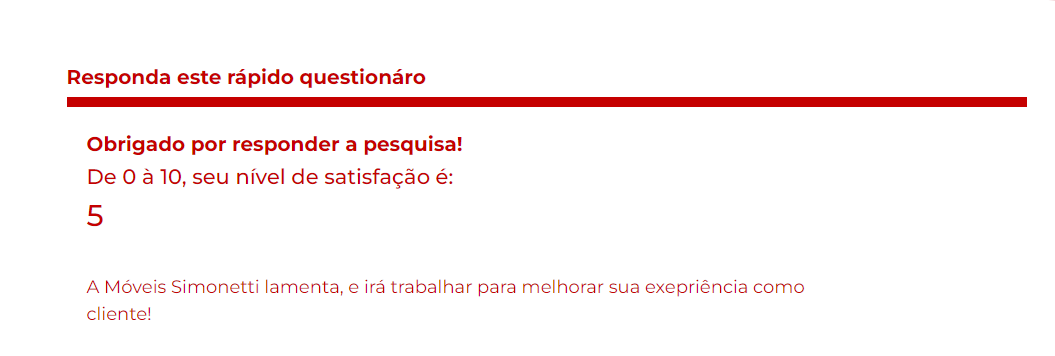 Responda este rápido questionáro
Obrigado por responder a pesquisa!
De 0 à 10, seu nível de satisfação é:
5
A Móveis Simonetti lamenta, e irá trabalhar para melhorar sua exepriência como
cliente!